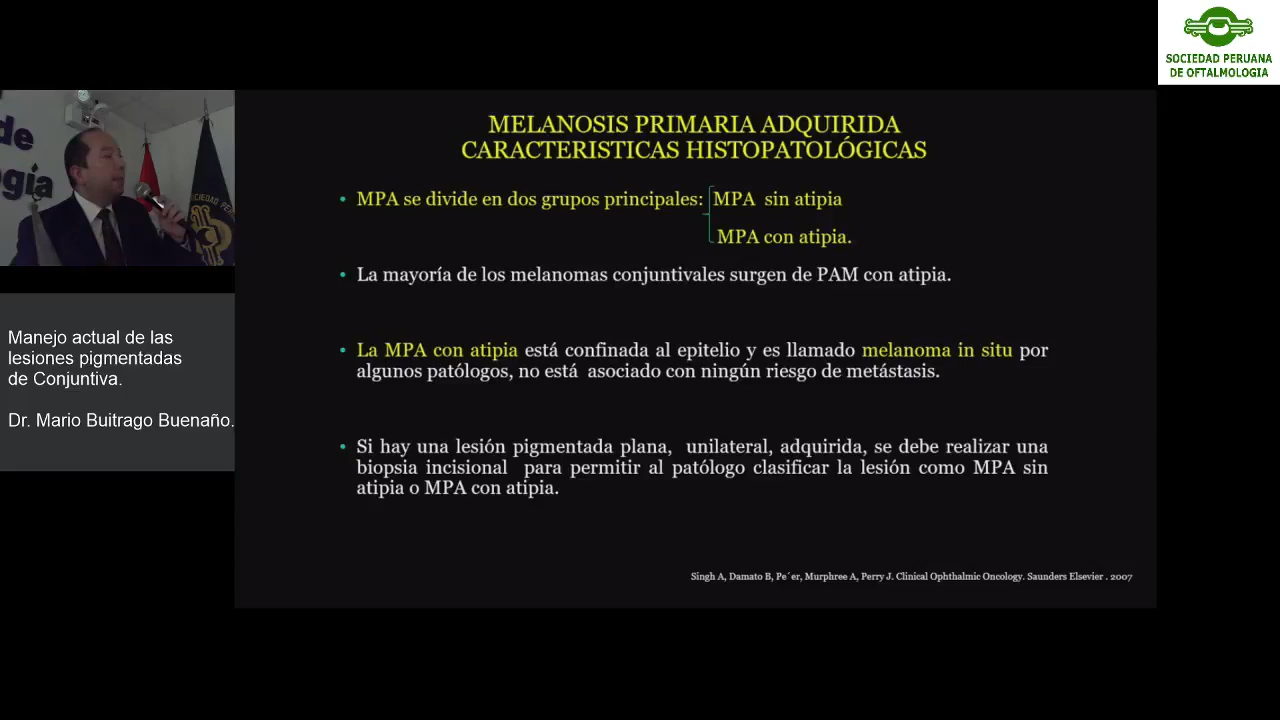 SOCIEDAD PERUANA
DE OFTALMOLOGIA
de
gía
SOCIEDAD PE
Manejo actual de las
lesiones pigmentadas
de Conjuntiva.
Dr. Mario Buitrago Buenaño.
MELANOSIS PRIMARIA ADQUIRIDA
CARACTERISTICAS HISTOPATOLÓGICAS
• MPA se divide en dos grupos principales: MPA sin atipia
MPA con atipia.
• La mayoría de los melanomas conjuntivales surgen de PAM con atipia.
• La MPA con atipia está confinada al epitelio y es llamado melanoma in situ por
algunos patólogos, no está asociado con ningún riesgo de metástasis.
• Si hay una lesión pigmentada plana, unilateral, adquirida, se debe realizar una
biopsia incisional para permitir al patólogo clasificar la lesión como MPA sin
atipia o MPA con atipia.
Singh A, Damato B, Pe´er, Murphree A, Perry J. Clinical Ophthalmic Oncology. Saunders Elsevier . 2007